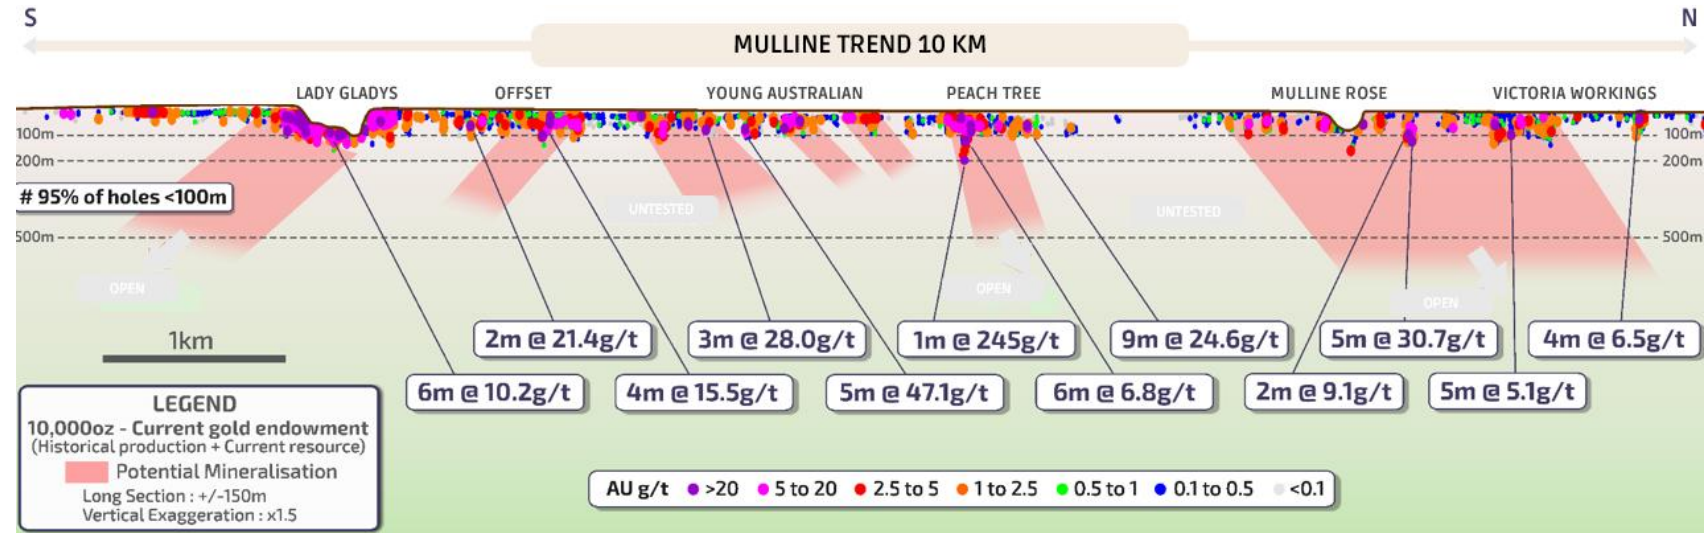 S
N
MULLINE TREND 10 KM
LADY GLADYS
OFFSET
YOUNG AUSTRALIAN
PEACH TREE
MULLINE ROSE
VICTORIA WORKINGS
100m
100m
200m
200m
# 95% of holes <100m
UNTESTED
UNTESTED
500m
500m
OPEN
OPEN
OPEN
1km
2m @ 21.4g/t
3m @ 28.0g/t
1m @ 245g/t
9m @ 24.6g/t
5m @ 30.7g/t
4m @ 6.5g/t
6m @ 10.2g/t
4m @ 15.5g/t
5m @ 47.1g/t
6m @ 6.8g/t
2m @ 9.1g/t
5m @ 5.1g/t
LEGEND
10,000oz - Current gold endowment
(Historical production + Current resource)
Potential Mineralisation
Long Section : +/-150m
Vertical Exaggeration : x1.5
AU g/t >20 5 to 20 2.5 to 5 1 to 2.5 0.5 to 1 0.1 to 0.5 <0.1